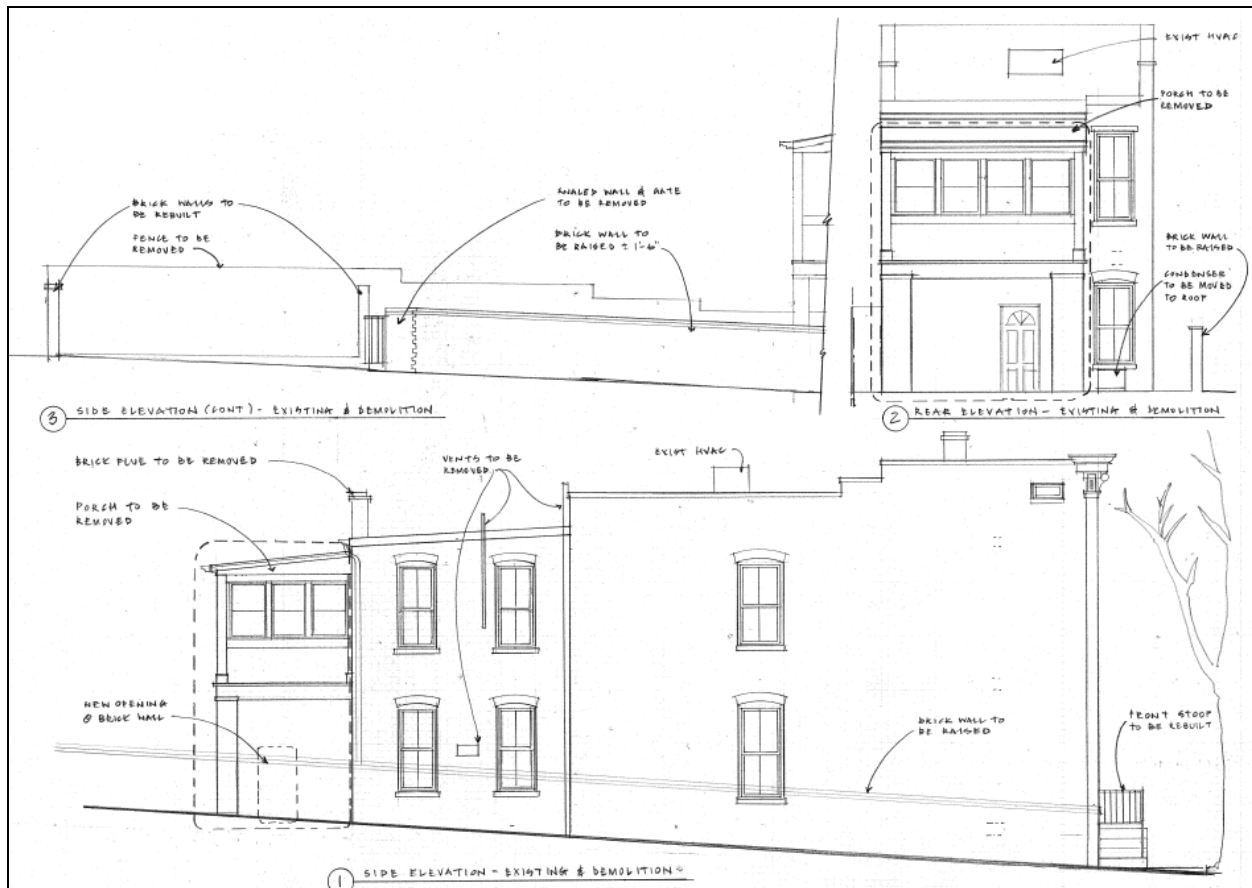 EXIST HVAC
PORCH TO BE
REMOVED
BRICK WALLS TO
BE REBUILT
FENCE TO BE
REMOVED
SNALED WALL & GATE
TO BE REMOVED
BRICK WALL TO
BE RAISED ± 1'-6"
BRICK WALL
TO BE RAISED
CONDENSER
TO BE MOVED
TO ROOF
3 SIDE ELEVATION (CONT) - EXISTING & DEMOLITION
2 REAR ELEVATION - EXISTING & DEMOLITION
BRICK FLUE TO BE REMOVED
VENTS TO BE
REMOVED
EXIST HVAC
PORCH TO BE
REMOVED
NEW OPENING
@ BRICK WALL
BRICK WALL TO
BE RAISED
FRONT STOOP
TO BE REBUILT
1 SIDE ELEVATION - EXISTING & DEMOLITION